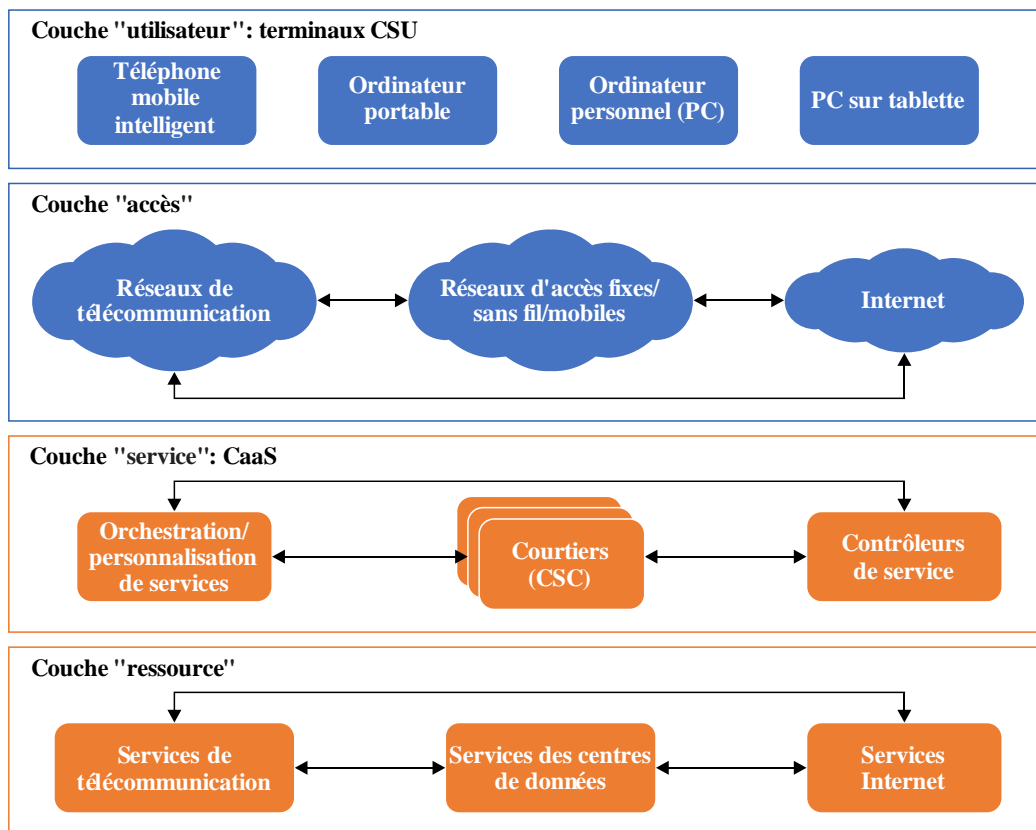 Couche "utilisateur": terminaux CSU
Téléphone
mobile
intelligent
Ordinateur
portable
Ordinateur
personnel (PC)
PC sur tablette
Couche "accès"
Réseaux de
télécommunication
Réseaux d'accès fixes/
sans fil/mobiles
Internet
Couche "service": CaaS
Orchestration/
personnalisation
de services
Courtiers
(CSC)
Contrôleurs
de service
Couche "ressource"
Services de
télécommunication
Services des centres
de données
Services
Internet